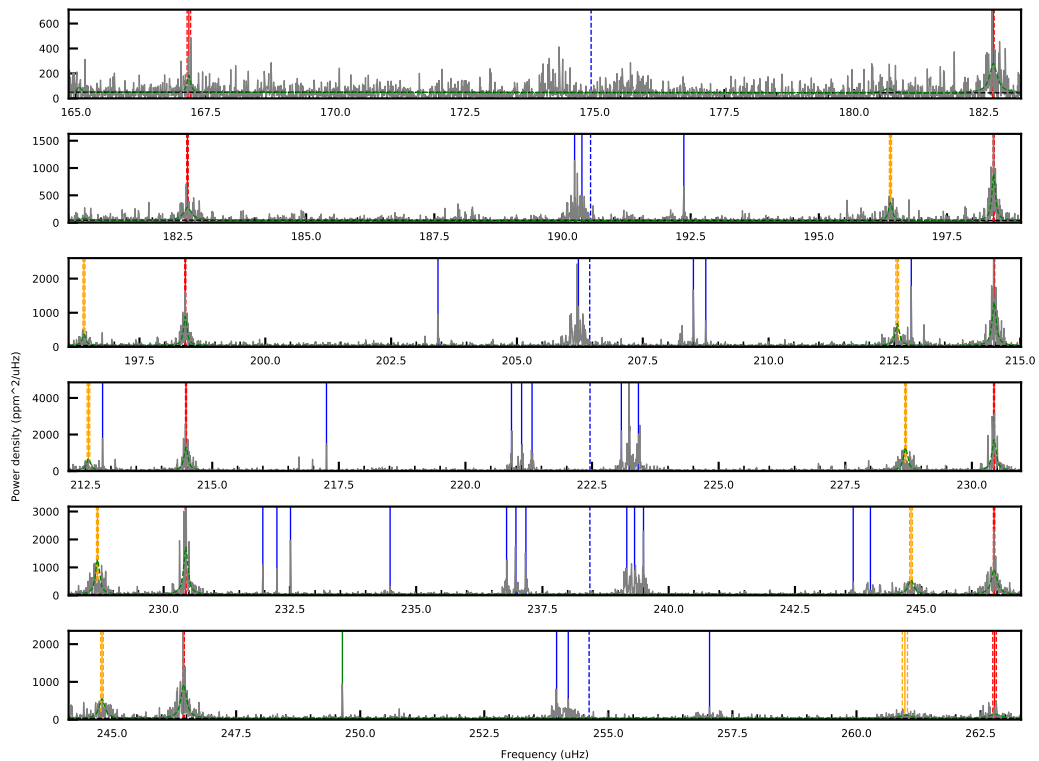 600
400
200
0
165.0 167.5 170.0 172.5 175.0 177.5 180.0 182.5
1500
1000
500
0
182.5 185.0 187.5 190.0 192.5 195.0 197.5
2000
1000
0
197.5 200.0 202.5 205.0 207.5 210.0 212.5 215.0
Power density (ppm^2/uHz)
4000
2000
0
212.5 215.0 217.5 220.0 222.5 225.0 227.5 230.0
3000
2000
1000
0
230.0 232.5 235.0 237.5 240.0 242.5 245.0
2000
1000
0
245.0 247.5 250.0 252.5 255.0 257.5 260.0 262.5
Frequency (uHz)